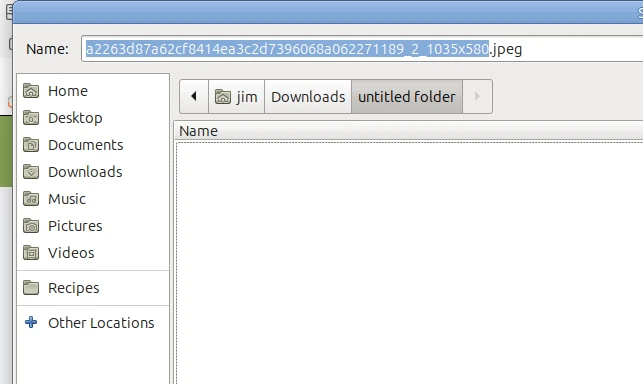 Name: a2263d87a62cf8414ea3c2d7396068a062271189_2_1035x580.jpeg
jim Downloads untitled folder
Name
Home
Desktop
Documents
Downloads
Music
Pictures
Videos
Recipes
Other Locations